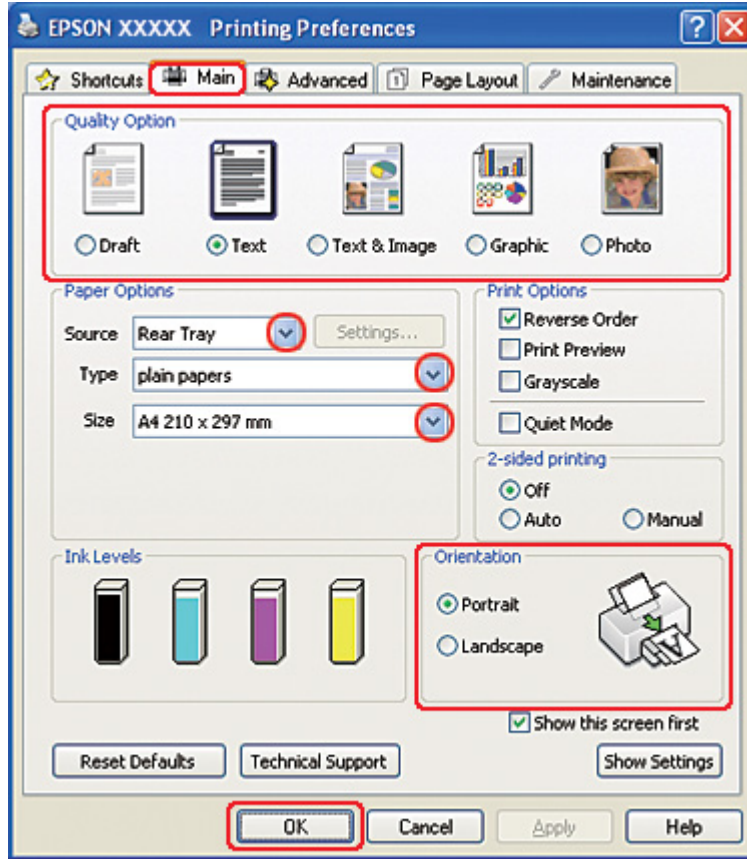 EPSON XXXXX Printing Preferences
Shortcuts Main Advanced Page Layout Maintenance
Quality Option
Draft Text Text & Image Graphic Photo
Paper Options
Source Rear Tray Settings...
Type plain papers
Size A4 210 x 297 mm
Print Options
Reverse Order
Print Preview
Grayscale
Quiet Mode
2-sided printing
Off
Auto Manual
Ink Levels
Orientation
Portrait
Landscape
Show this screen first
Reset Defaults Technical Support Show Settings
OK Cancel Apply Help